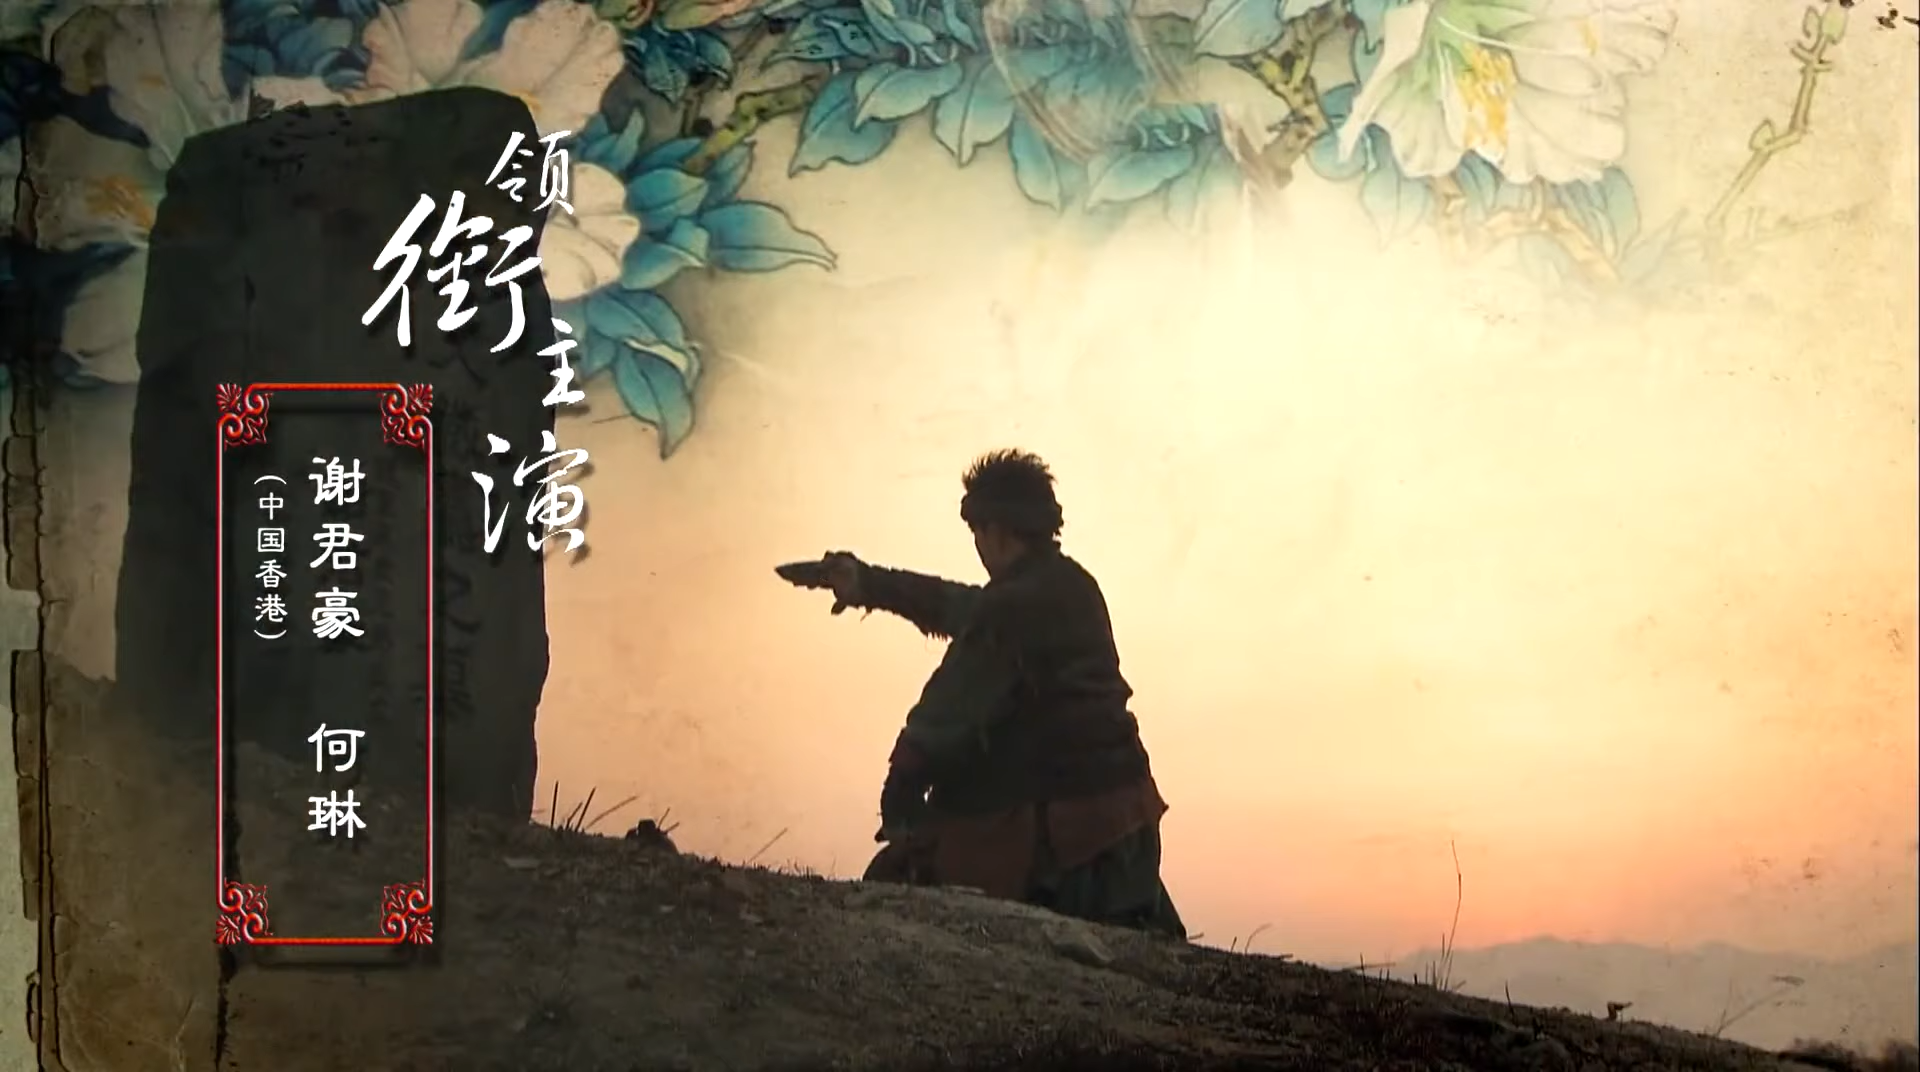 领衔主演
谢君豪 何琳
（中国香港）